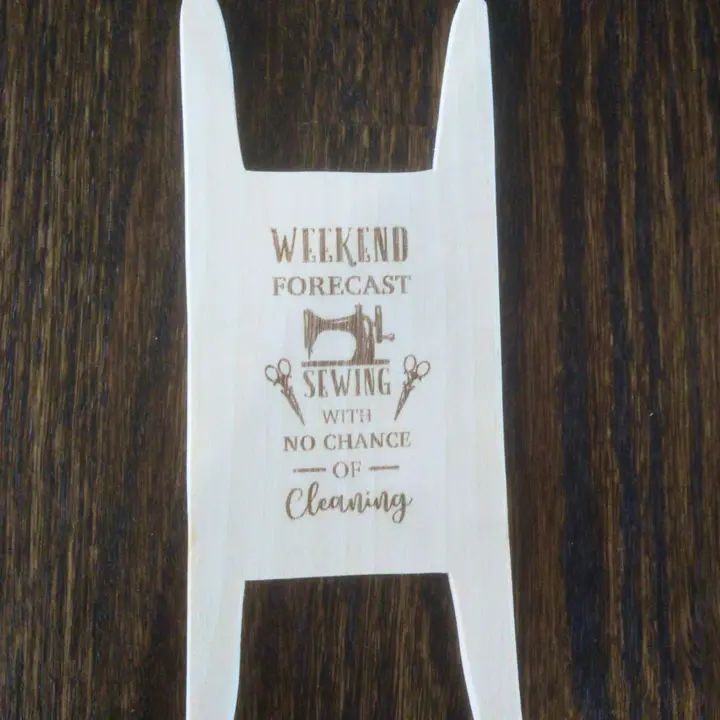 WEEKEND
FORECAST
SEWING
WITH
NO CHANCE
OF
Cleaning